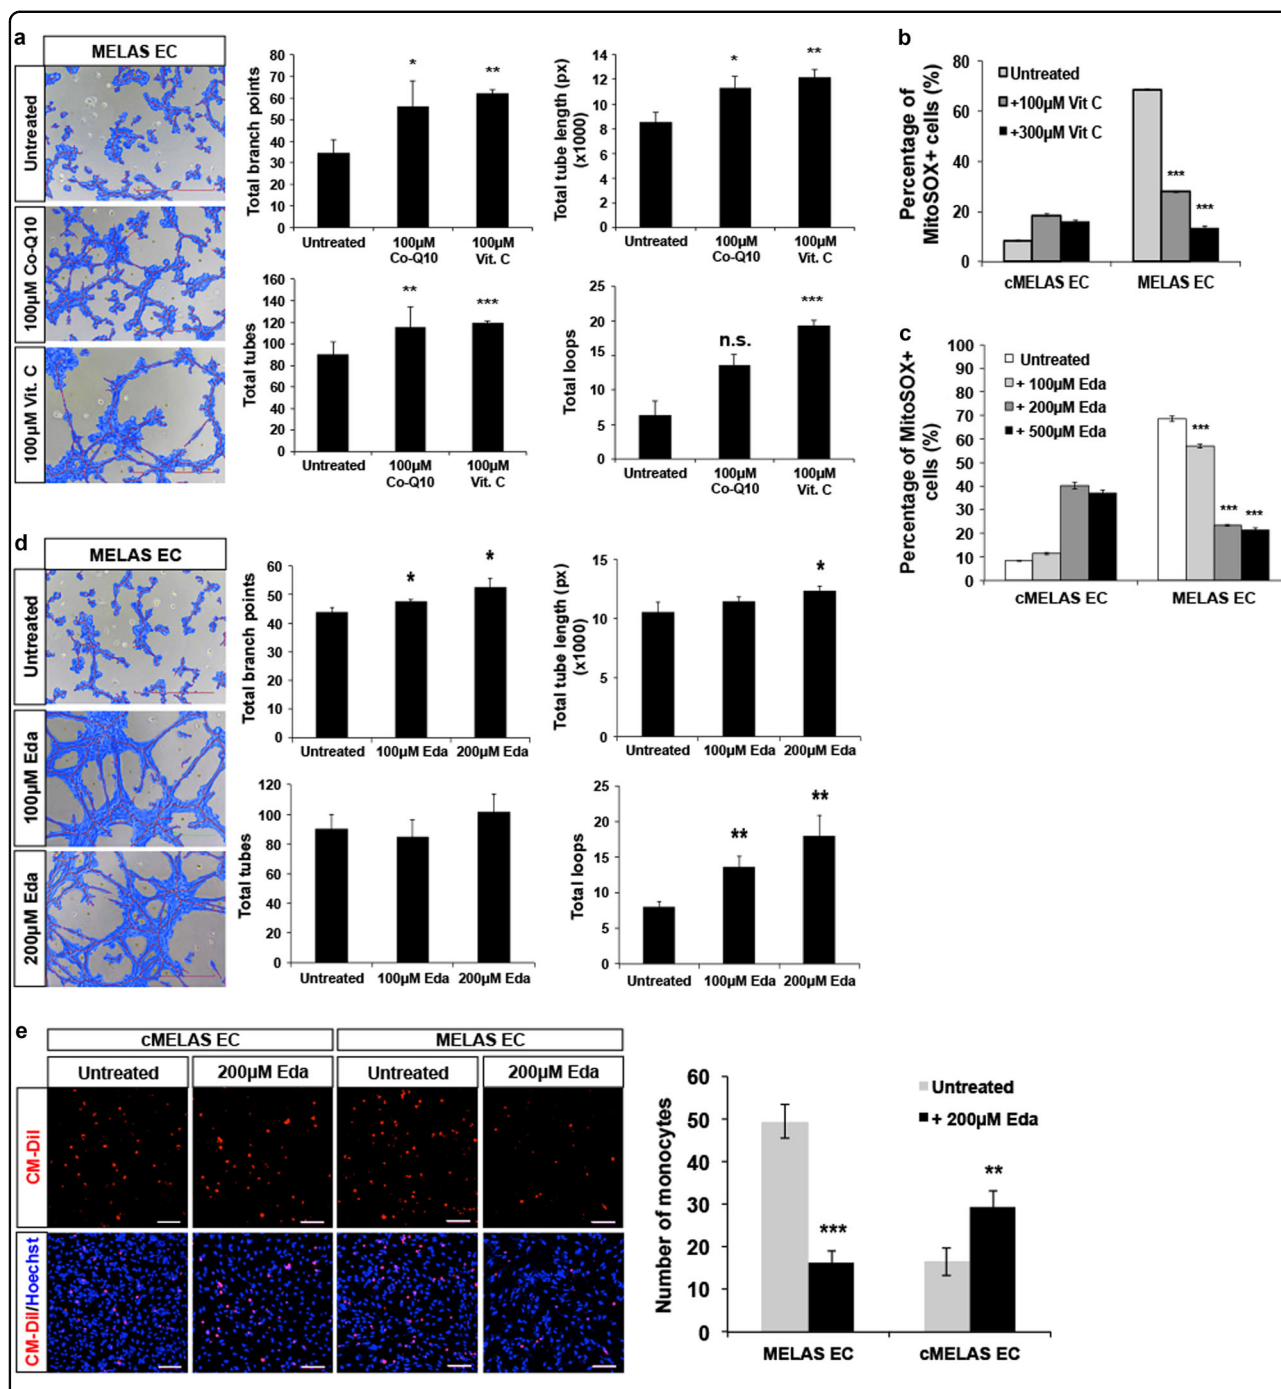 a
MELAS EC
Untreated
100µM Co-Q10
100µM Vit. C
Total branch points
80
70
60
50
40
30
20
10
0
*
**
Untreated
100µM
Co-Q10
100µM
Vit. C
Total tube length (px)
(x1000)
14
12
10
8
6
4
2
0
*
**
Untreated
100µM
Co-Q10
100µM
Vit. C
Total tubes
160
140
120
100
80
60
40
20
0
**
***
Untreated
100µM
Co-Q10
100µM
Vit. C
Total loops
25
20
15
10
5
0
n.s.
***
Untreated
100µM
Co-Q10
100µM
Vit. C
b
Percentage of
MitoSOX+ cells (%)
80
60
40
20
0
Untreated
+100µM Vit C
+300µM Vit C
***
***
cMELAS EC
MELAS EC
c
Percentage of MitoSOX+
cells (%)
100
90
80
70
60
50
40
30
20
10
0
Untreated
+ 100µM Eda
+ 200µM Eda
+ 500µM Eda
***
***
***
cMELAS EC
MELAS EC
d
MELAS EC
Untreated
100µM Eda
200µM Eda
Total branch points
60
50
40
30
20
10
0
*
*
Untreated
100µM Eda
200µM Eda
Total tube length (px)
(x1000)
15
10
5
0
*
Untreated
100µM Eda
200µM Eda
Total tubes
120
100
80
60
40
20
0
Untreated
100µM Eda
200µM Eda
Total loops
25
20
15
10
5
0
**
**
Untreated
100µM Eda
200µM Eda
e
cMELAS EC
MELAS EC
Untreated
200µM Eda
Untreated
200µM Eda
CM-Dil
CM-Dil/Hoechst
Number of monocytes
60
50
40
30
20
10
0
Untreated
+ 200µM Eda
***
**
MELAS EC
cMELAS EC